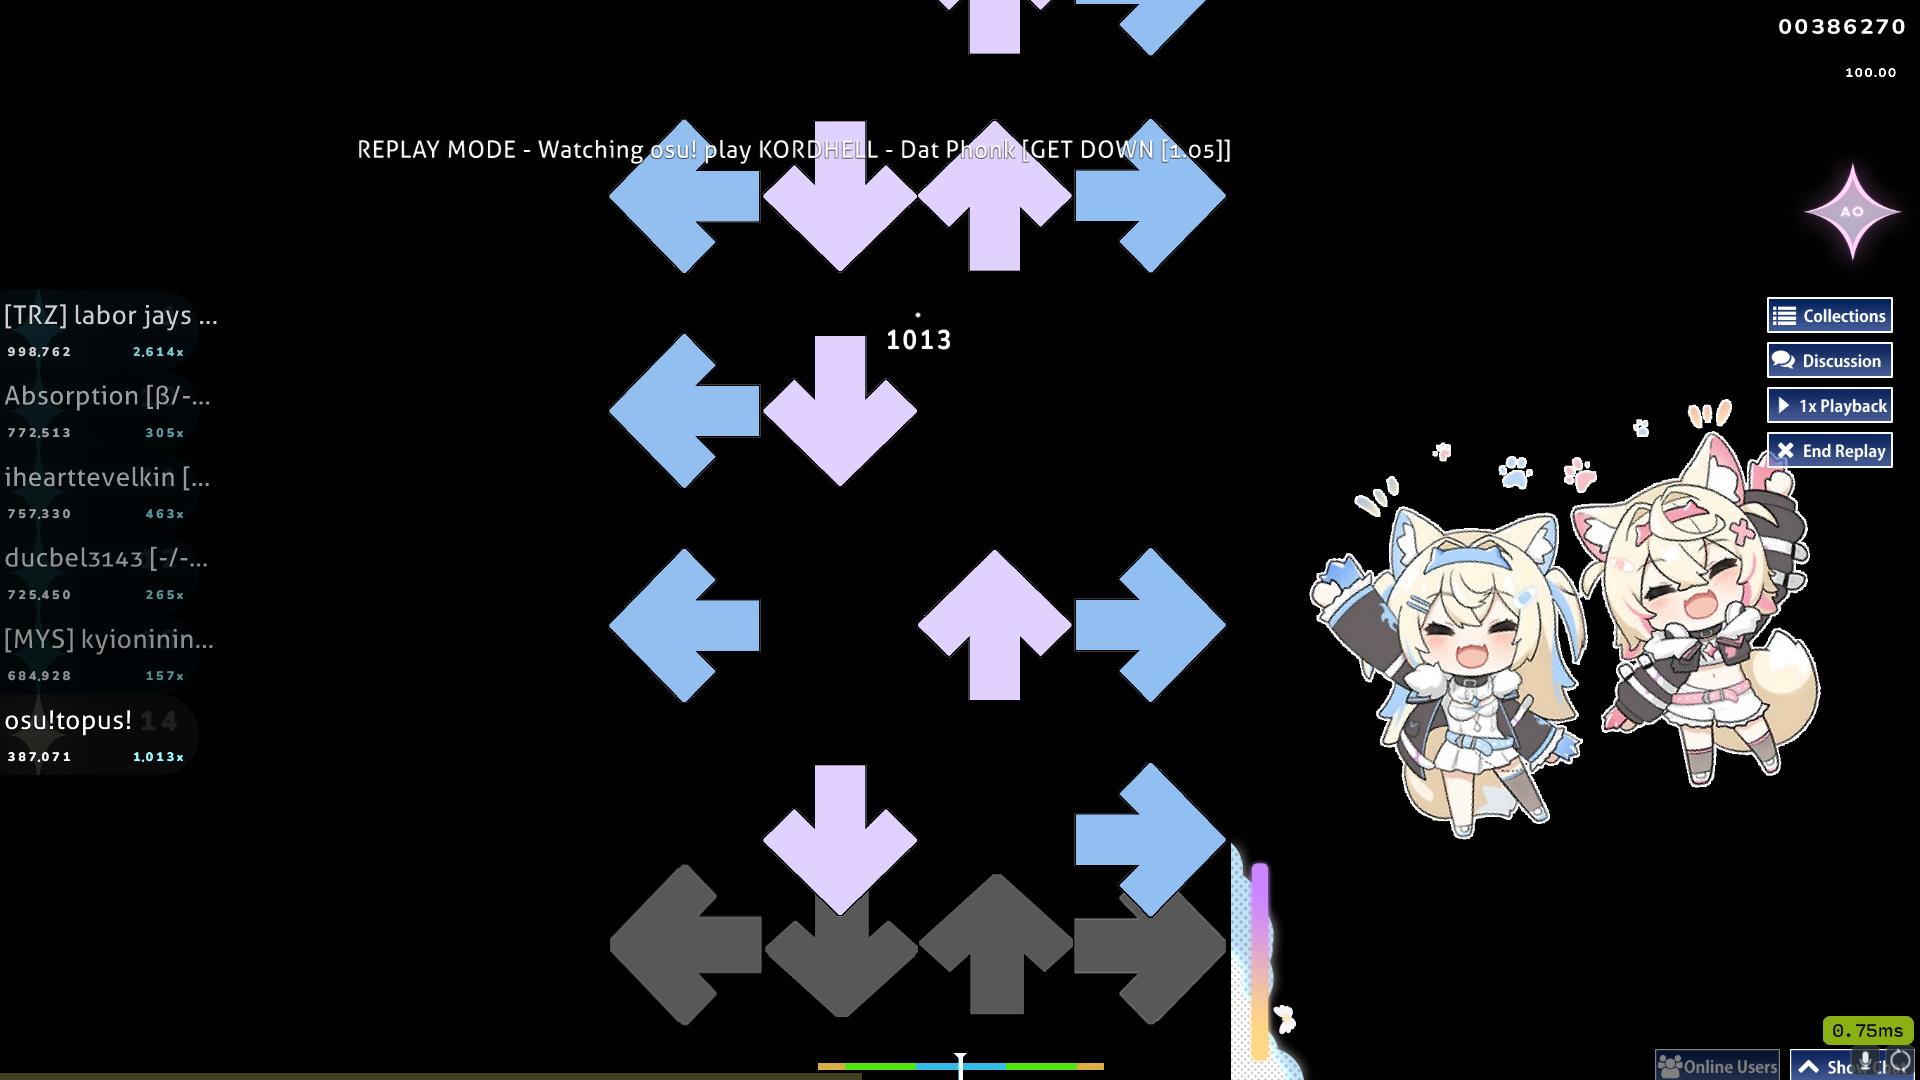 00386270
100.00
REPLAY MODE - Watching osu! play KORDHELL - Dat Phonk [GET DOWN [1.05]]
AO
[TRZ] labor jays ...
998,762 2,614x
Absorption [β/-...
772,513 305x
ihearttevelkin [...
757,330 463x
ducbel3143 [-/-...
725,450 265x
[MYS] kyioninin...
684,928 157x
osu!topus! 14
387,071 1,013x
1013
Collections
Discussion
1x Playback
End Replay
0.75ms
Online Users